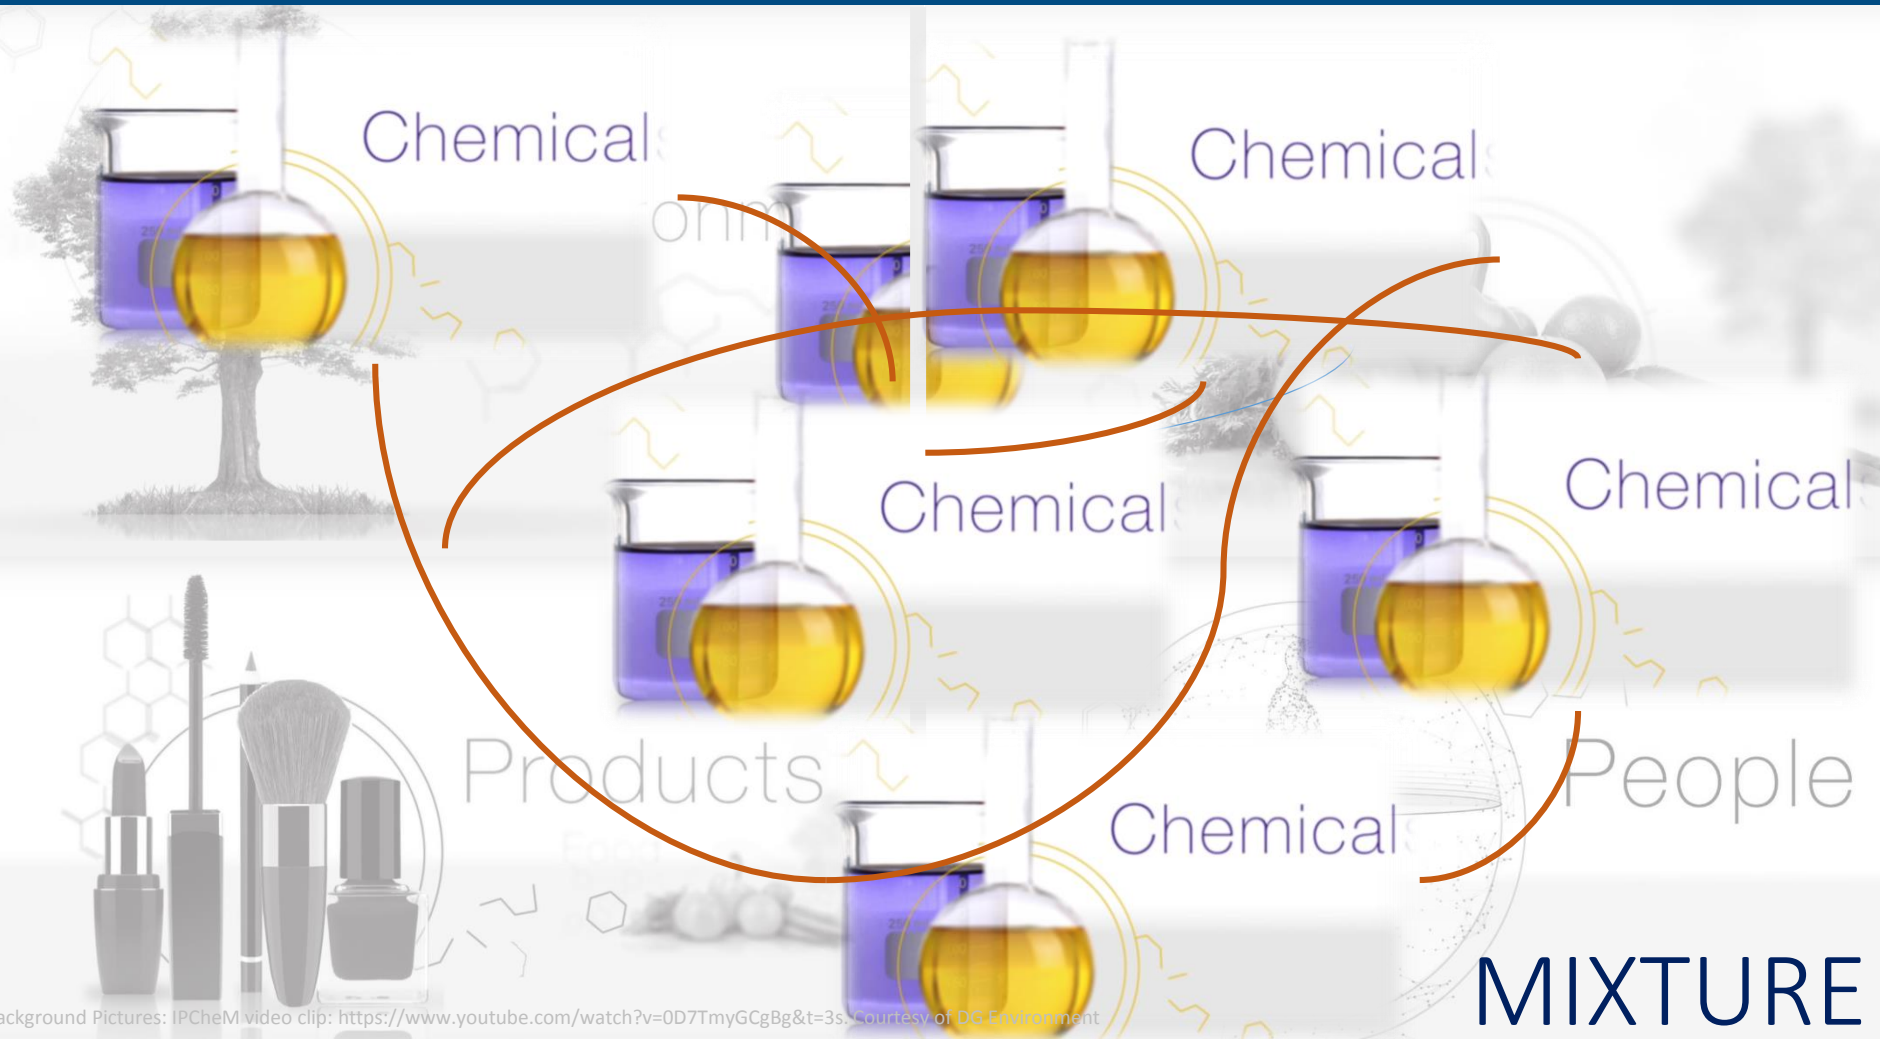 Chemical
Chemical
onm
Chemical
Chemical
Products
People
Chemical
MIXTURE
ackground Pictures: IPCheM video clip: https://www.youtube.com/watch?v=0D7TmyGCgBg&t=3s. Courtesy of DG Environment